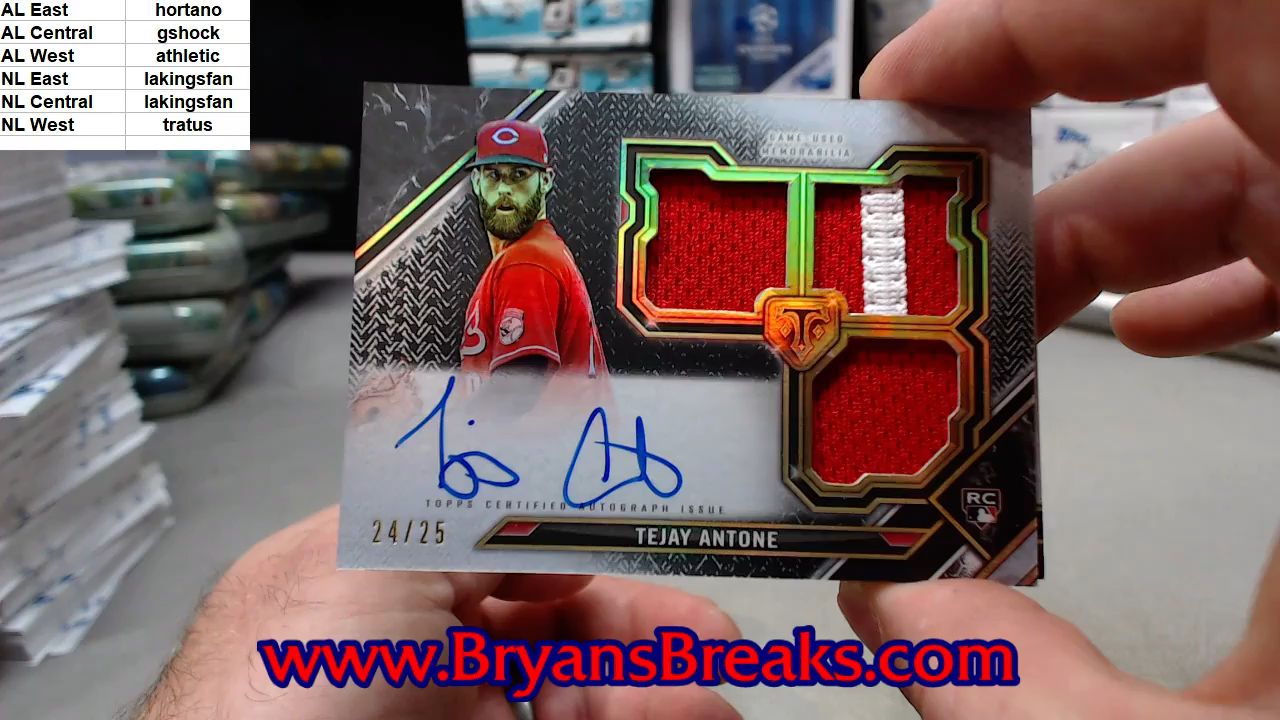 AL East hortano
AL Central gshock
AL West athletic
NL East lakingsfan
NL Central lakingsfan
NL West tratus
GAME-USED
MEMORABILIA
TOPPS CERTIFIED AUTOGRAPH ISSUE
24/25
TEJAY ANTONE
RC
www.BryansBreaks.com